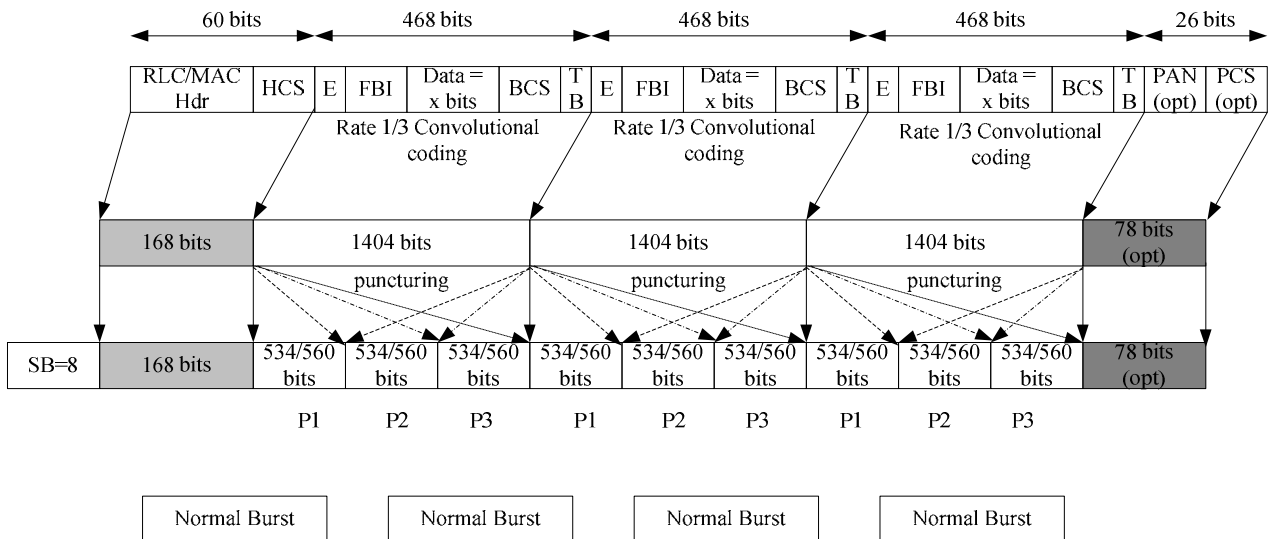 60 bits 468 bits 468 bits 468 bits 26 bits
RLC/MAC Hdr HCS E FBI Data = x bits BCS T B E FBI Data = x bits BCS T B E FBI Data = x bits BCS T B PAN (opt) PCS (opt)
Rate 1/3 Convolutional coding Rate 1/3 Convolutional coding Rate 1/3 Convolutional coding
168 bits 1404 bits 1404 bits 1404 bits 78 bits (opt)
puncturing puncturing puncturing
SB=8 168 bits 534/560 bits 534/560 bits 534/560 bits 534/560 bits 534/560 bits 534/560 bits 534/560 bits 534/560 bits 534/560 bits 78 bits (opt)
P1 P2 P3 P1 P2 P3 P1 P2 P3
Normal Burst Normal Burst Normal Burst Normal Burst